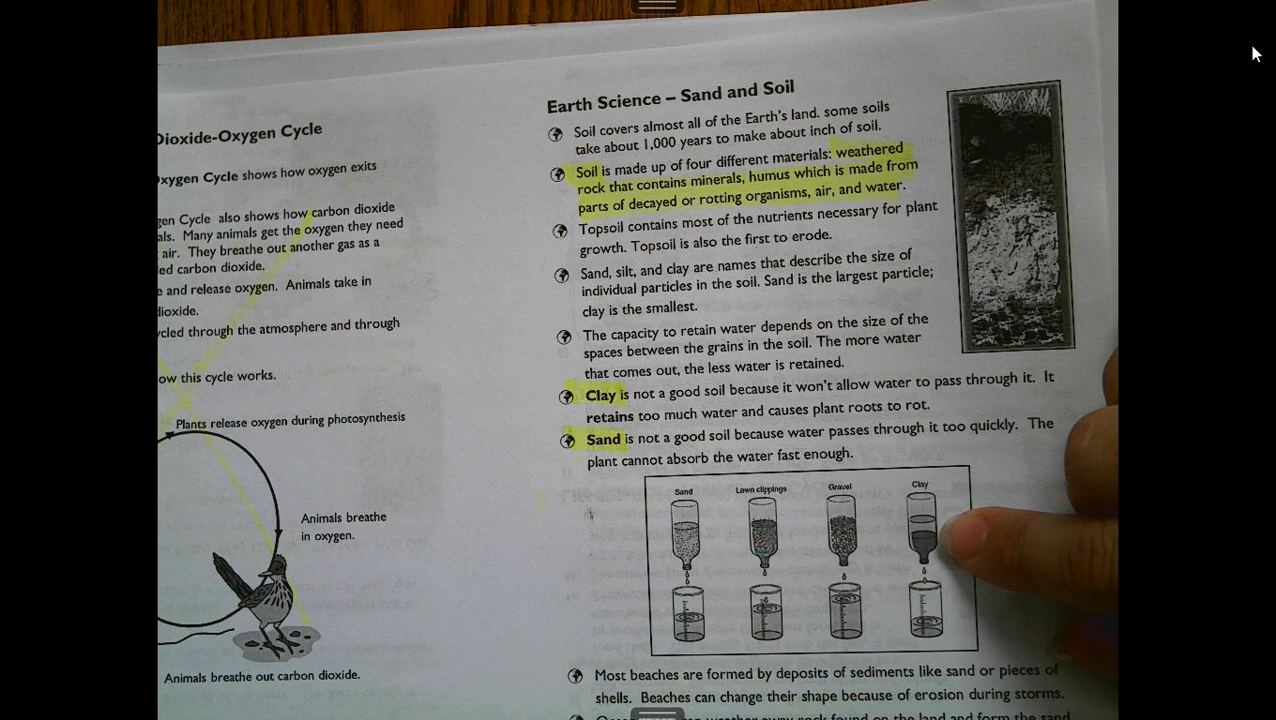 Dioxide-Oxygen Cycle
Oxygen Cycle shows how oxygen exits
gen Cycle also shows how carbon dioxide
als. Many animals get the oxygen they need
air. They breathe out another gas as a
ed carbon dioxide.
e and release oxygen. Animals take in
dioxide.
ycled through the atmosphere and through
ow this cycle works.
Plants release oxygen during photosynthesis
Animals breathe
in oxygen.
Animals breathe out carbon dioxide.
Earth Science – Sand and Soil
Soil covers almost all of the Earth's land. some soils
take about 1,000 years to make about inch of soil.
Soil is made up of four different materials: weathered
rock that contains minerals, humus which is made from
parts of decayed or rotting organisms, air, and water.
Topsoil contains most of the nutrients necessary for plant
growth. Topsoil is also the first to erode.
Sand, silt, and clay are names that describe the size of
individual particles in the soil. Sand is the largest particle;
clay is the smallest.
The capacity to retain water depends on the size of the
spaces between the grains in the soil. The more water
that comes out, the less water is retained.
Clay is not a good soil because it won't allow water to pass through it. It
retains too much water and causes plant roots to rot.
Sand is not a good soil because water passes through it too quickly. The
plant cannot absorb the water fast enough.
Sand Lawn clippings Gravel Clay
Most beaches are formed by deposits of sediments like sand or pieces of
shells. Beaches can change their shape because of erosion during storms.
weather away rock found on the land and form the sand